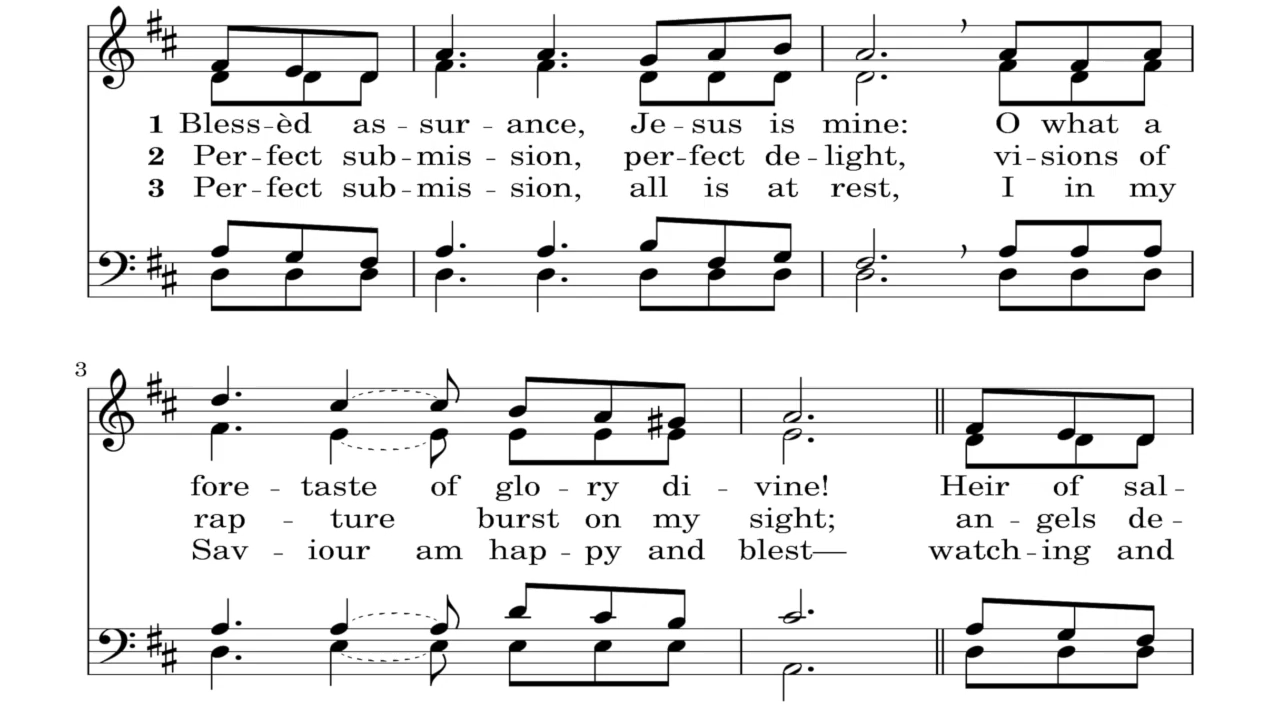 1 Bless-èd as-sur-ance, Je-sus is mine: O what a
2 Per-fect sub-mis-sion, per-fect de-light, vi-sions of
3 Per-fect sub-mis-sion, all is at rest, I in my
3
fore-taste of glo-ry di-vine! Heir of sal-
rap-ture burst on my sight; an-gels de-
Sav-iour am hap-py and blest— watch-ing and